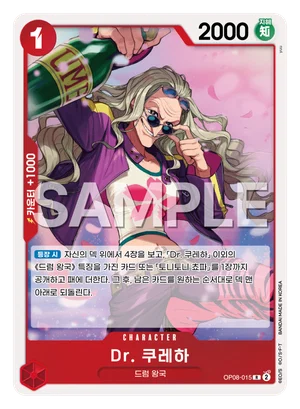 1
2000
지혜
知
UME
카운터 +1000
SAMPLE
등장 시 자신의 덱 위에서 4장을 보고, 「Dr. 쿠레하」 이외의
《드럼 왕국》 특징을 가진 카드 또는 「토니토니 쵸파」를 1장까지
공개하고 패에 더한다. 그 후, 남은 카드를 원하는 순서대로 덱 맨
아래로 되돌린다.
CHARACTER
Dr. 쿠레하
드럼 왕국
OP08-015 R 2